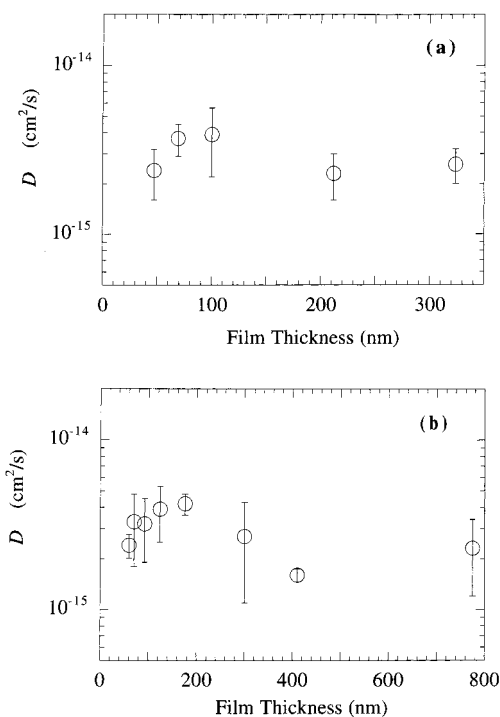 (a)
10⁻¹⁴
D (cm²/s)
10⁻¹⁵
0 100 200 300
Film Thickness (nm)
(b)
10⁻¹⁴
D (cm²/s)
10⁻¹⁵
0 200 400 600 800
Film Thickness (nm)